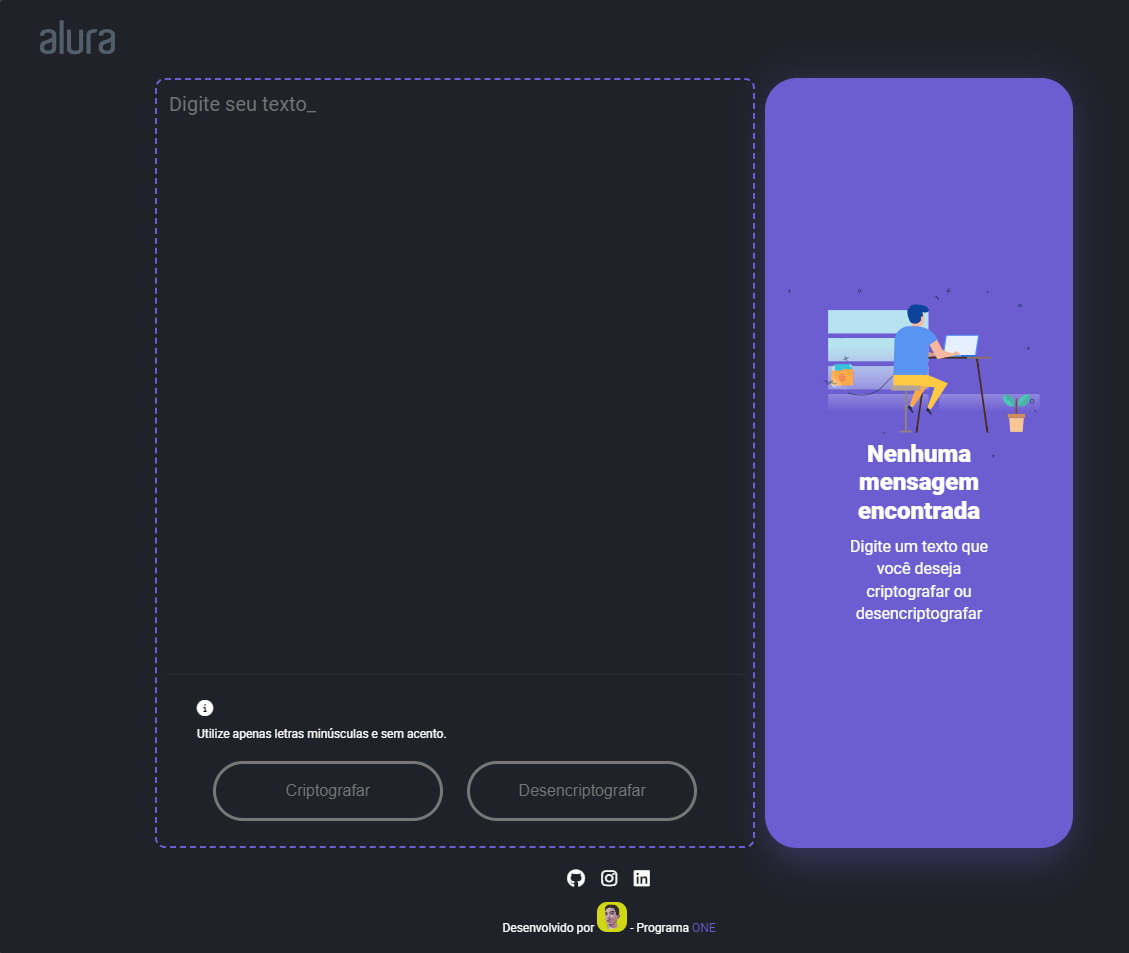 alura
Digite seu texto_
Nenhuma
mensagem
encontrada
Digite um texto que
você deseja
criptografar ou
desencriptografar
Utilize apenas letras minúsculas e sem acento.
Criptografar
Desencriptografar
Desenvolvido por - Programa ONE